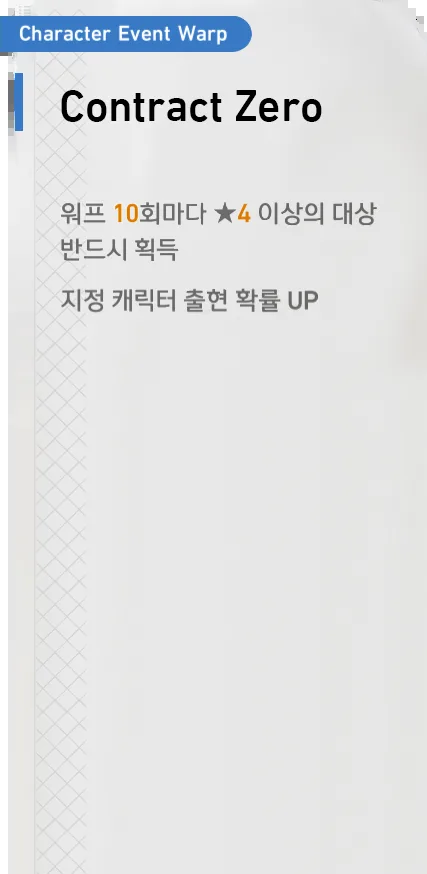 Character Event Warp
Contract Zero
워프 10회마다 ★4 이상의 대상
반드시 획득
지정 캐릭터 출현 확률 UP